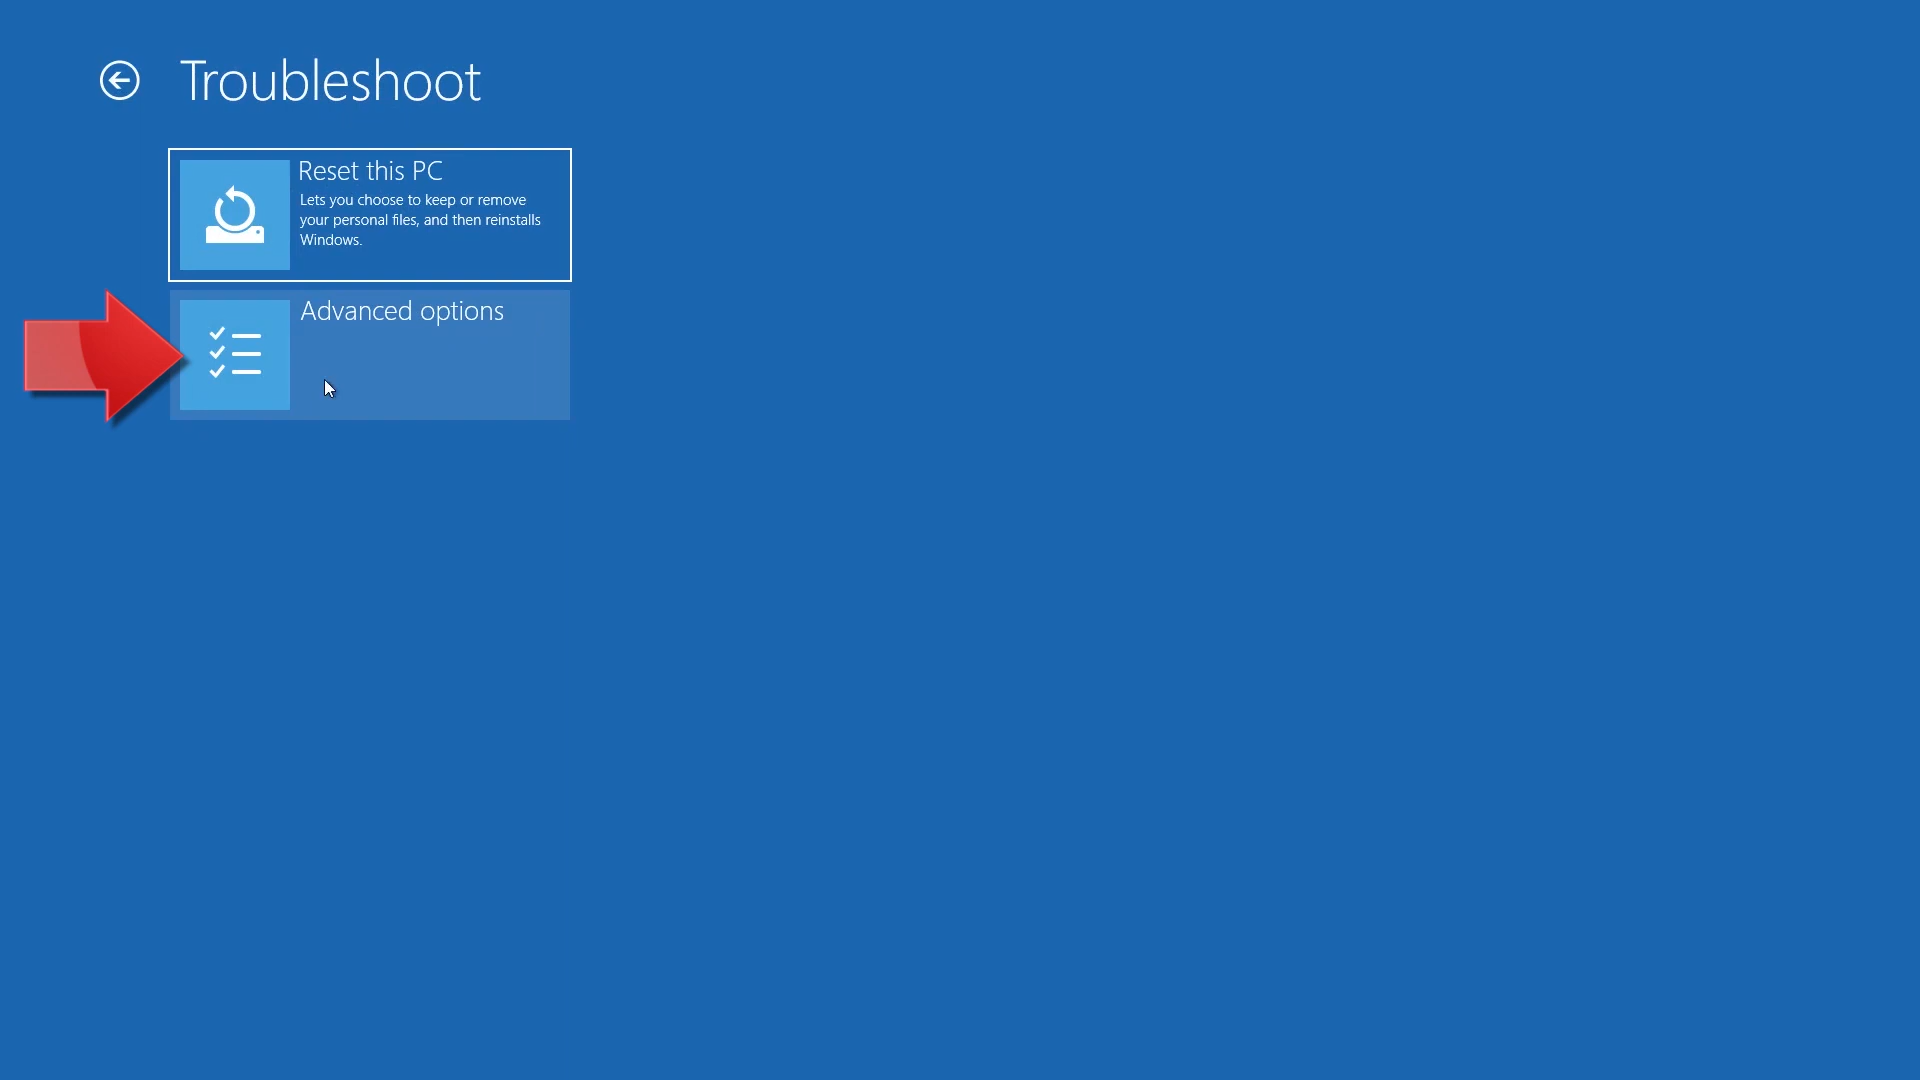 Troubleshoot
Reset this PC
Lets you choose to keep or remove
your personal files, and then reinstalls
Windows.
Advanced options